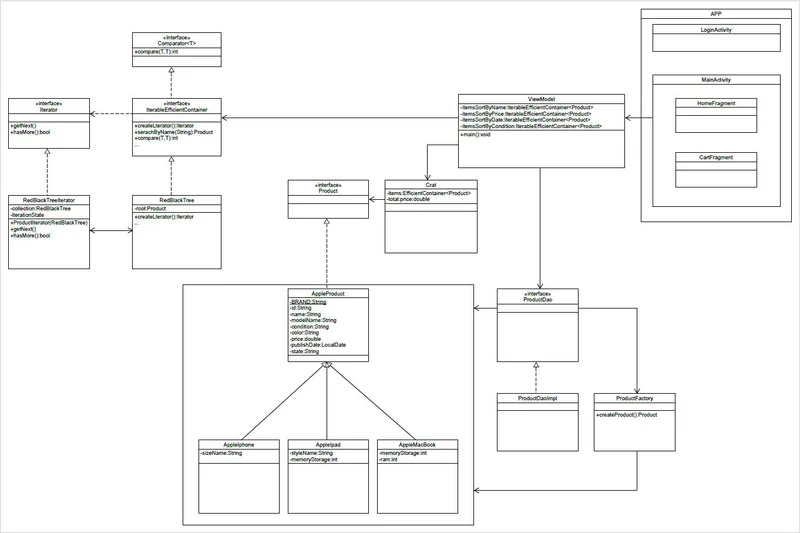 APP
LoginActivity
MainActivity
HomeFragment
CartFragment
«interface»
Comparator<T>
+compare(T,T):int
«interface»
Iterator
+getNext()
+hasMore():bool
«interface»
IterableEfficientContainer
+createLterator():Iterator
+serachByName(String):Product
+compare(T,T):int
...
ViewModel
-itemsSortByName:IterableEfficientContainer<Product>
-itemsSortByPrice:IterableEfficientContainer<Product>
-itemsSortByDate:IterableEfficientContainer<Product>
-itemsSortByCondition:IterableEfficientContainer<Product>
+main():void
RedBlackTreeIterator
-collection:RedBlackTree
-iterationState
+ProductIterator(RedBlackTree)
+getNext()
+hasMore():bool
RedBlackTree
-root:Product
+createLterator():Iterator
...
«interface»
Product
Crat
-items:EfficientContainer<Product>
-total:price:double
AppleProduct
-BRAND:String
-id:String
-name:String
-modelName:String
-condition:String
-color:String
-price:double
-publishDate:LocalDate
-state:String
«interface»
ProductDao
ProductDaoImpl
ProductFactory
+createProduct():Product
AppleIphone
-sizeName:String
AppleIpad
-styleName:String
-memoryStorage:int
AppleMacBook
-memoryStorage:int
-ram:int